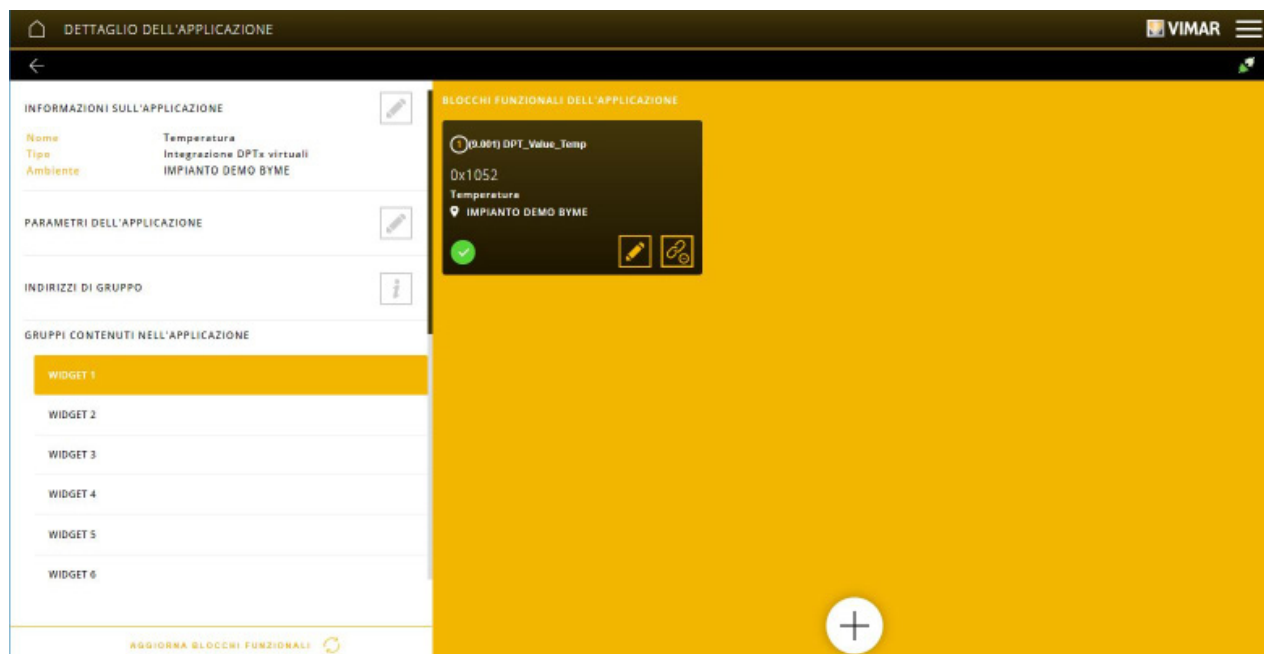 DETTAGLIO DELL'APPLICAZIONE
VIMAR
INFORMAZIONI SULL'APPLICAZIONE
Nome Temperatura
Tipo Integrazione DPTx virtuali
Ambiente IMPIANTO DEMO BYME
PARAMETRI DELL'APPLICAZIONE
INDIRIZZI DI GRUPPO
GRUPPI CONTENUTI NELL'APPLICAZIONE
WIDGET 1
WIDGET 2
WIDGET 3
WIDGET 4
WIDGET 5
WIDGET 6
AGGIORNA BLOCCHI FUNZIONALI
BLOCCHI FUNZIONALI DELL'APPLICAZIONE
1 (9.001) DPT_Value_Temp
0x1052
Temperatura
IMPIANTO DEMO BYME